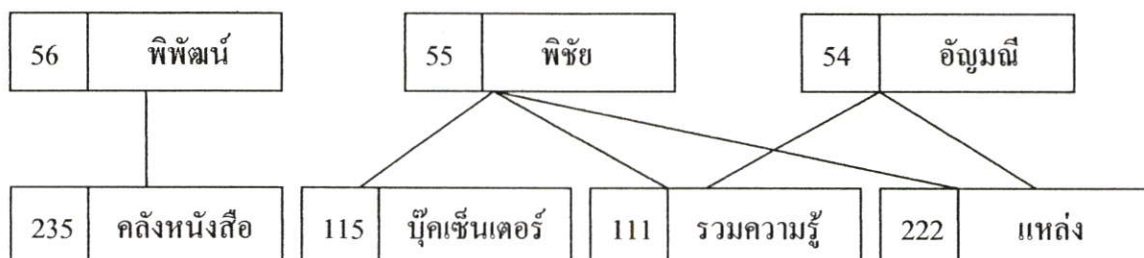 56 พิพัฒน์ 55 พิชัย 54 อัญมณี
235 คลังหนังสือ 115 บุ๊คเซ็นเตอร์ 111 รวมความรู้ 222 แหล่ง